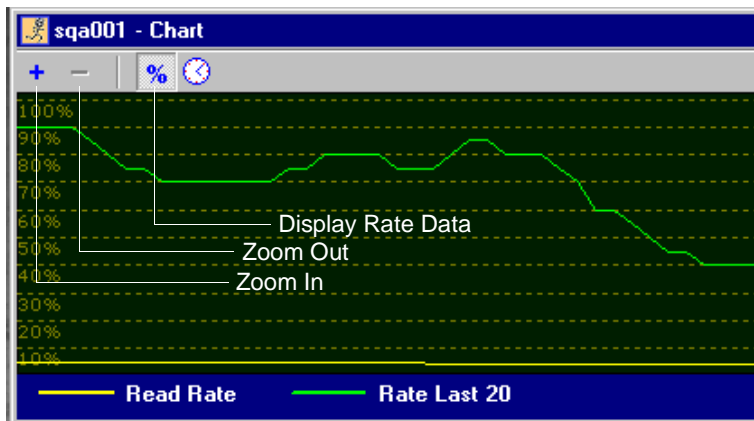 sqa001 - Chart
+ − %
100%
90%
80%
70%
60%
Display Rate Data
50%
Zoom Out
40%
Zoom In
30%
20%
10%
Read Rate
Rate Last 20